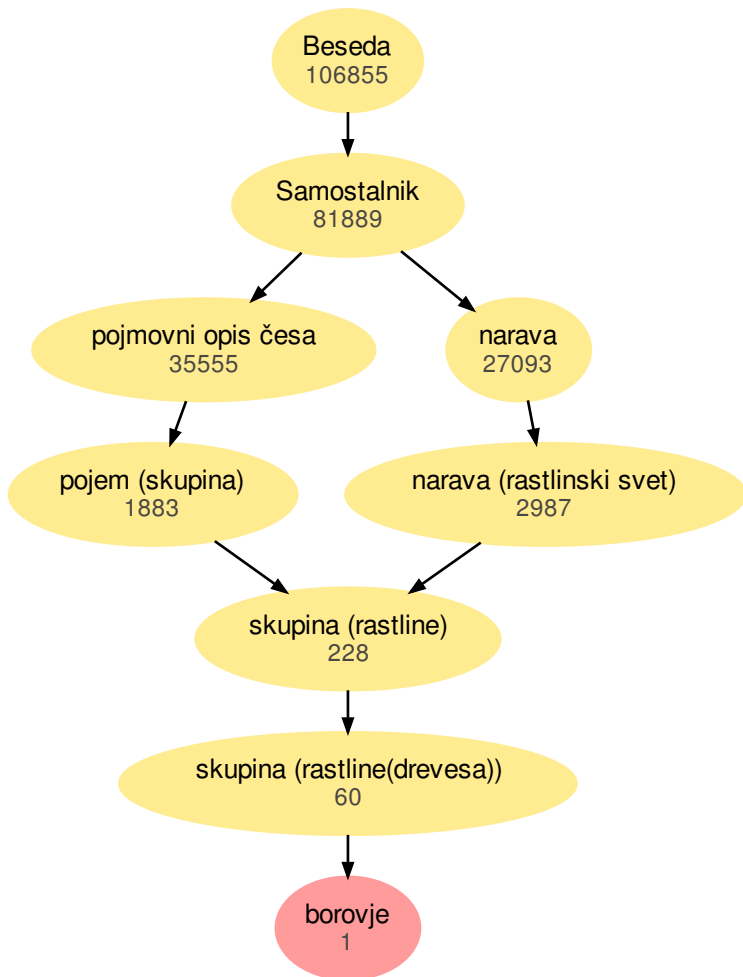 Beseda
106855
Samostalnik
81889
pojmovni opis česa
35555
narava
27093
pojem (skupina)
1883
narava (rastlinski svet)
2987
skupina (rastline)
228
skupina (rastline(drevesa))
60
borovje
1